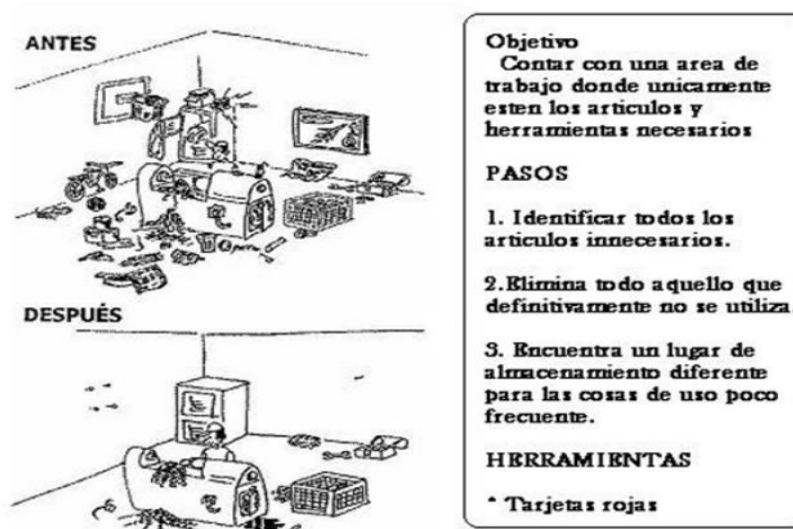 ANTES
DESPUÉS
Objetivo
Contar con una area de
trabajo donde unicamente
esten los articulos y
herramientas necesarios
PASOS
1. Identificar todos los
articulos innecesarios.
2.Elimina todo aquello que
definitivamente no se utiliza.
3. Encuentra un lugar de
almacenamiento diferente
para las cosas de uso poco
frecuente.
HERRAMIENTAS
* Tarjetas rojas